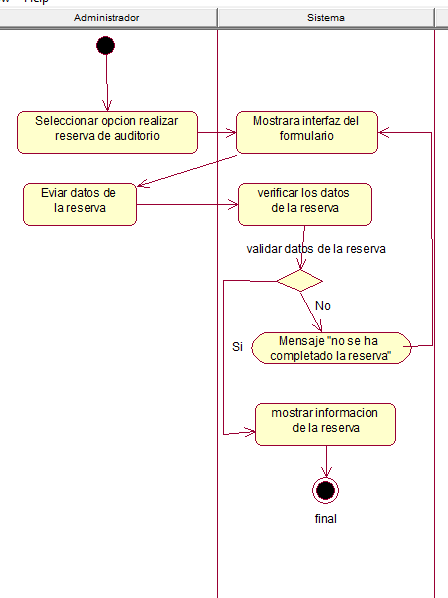 Help
Administrador
Sistema
Seleccionar opcion realizar
reserva de auditorio
Mostrara interfaz del
formulario
Eviar datos de
la reserva
verificar los datos
de la reserva
validar datos de la reserva
No
Si
Mensaje "no se ha
completado la reserva"
mostrar informacion
de la reserva
final